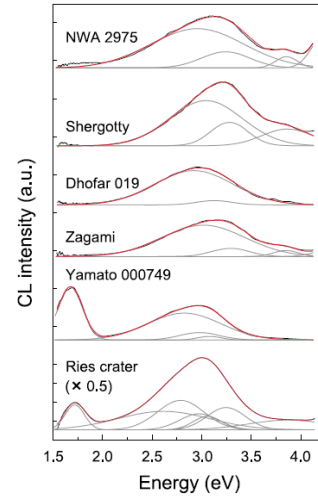 NWA 2975
Shergotty
Dhofar 019
Zagami
Yamato 000749
Ries crater
(× 0.5)
CL intensity (a.u.)
1.5 2.0 2.5 3.0 3.5 4.0
Energy (eV)